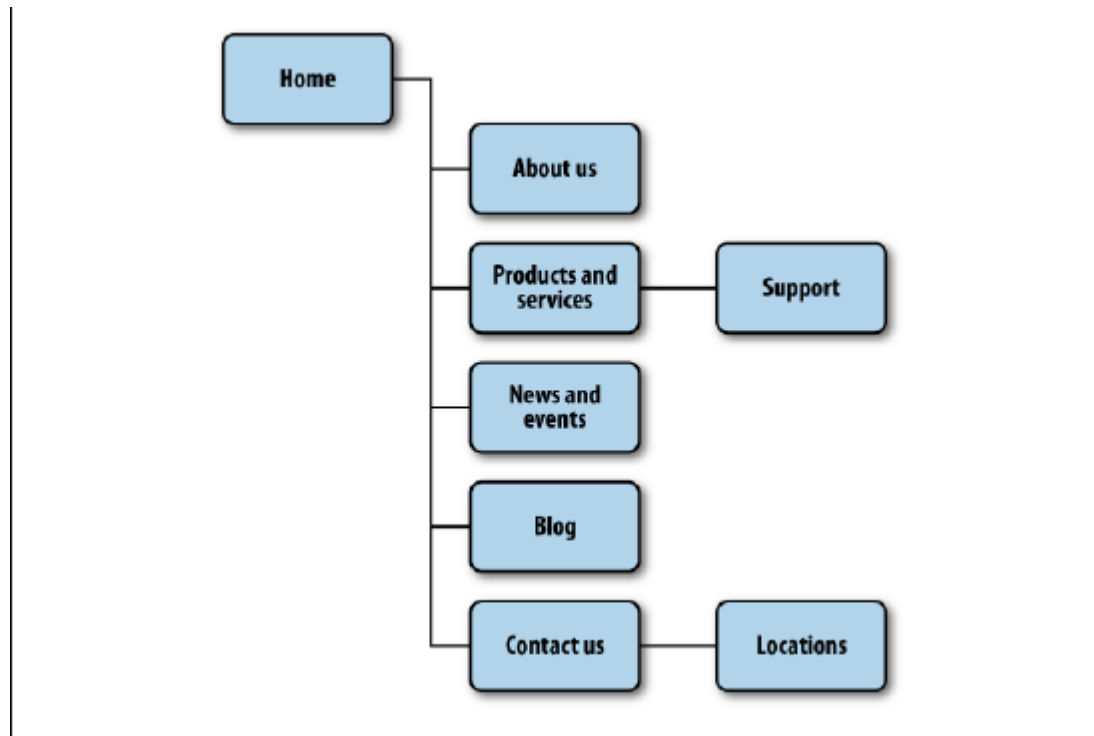 Home
About us
Products and
services
Support
News and
events
Blog
Contact us
Locations